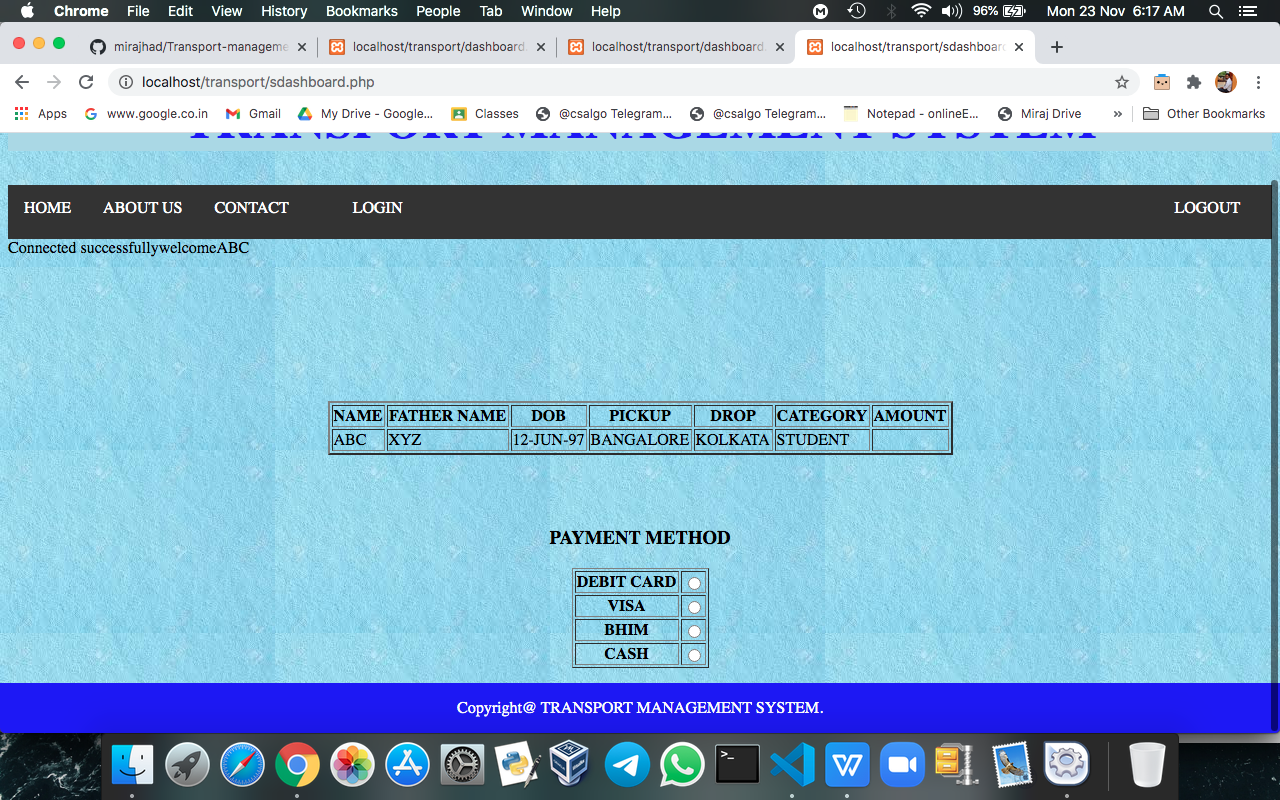 Chrome File Edit View History Bookmarks People Tab Window Help 96% Mon 23 Nov 6:17 AM
mirajhad/Transport-manageme localhost/transport/dashboard. localhost/transport/dashboard. localhost/transport/sdashboar
localhost/transport/sdashboard.php
Apps www.google.co.in Gmail My Drive - Google... Classes @csalgo Telegram... @csalgo Telegram... Notepad - onlineE... Miraj Drive » Other Bookmarks
TRANSPORT MANAGEMENT SYSTEM
HOME ABOUT US CONTACT LOGIN LOGOUT
Connected successfullywelcomeABC
NAME FATHER NAME DOB PICKUP DROP CATEGORY AMOUNT
ABC XYZ 12-JUN-97 BANGALORE KOLKATA STUDENT
PAYMENT METHOD
DEBIT CARD
VISA
BHIM
CASH
Copyright@ TRANSPORT MANAGEMENT SYSTEM.